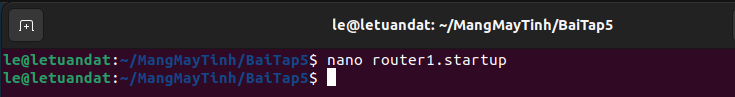 le@letuandat: ~/MangMayTinh/BaiTap5
le@letuandat:~/MangMayTinh/BaiTap5$ nano router1.startup
le@letuandat:~/MangMayTinh/BaiTap5$